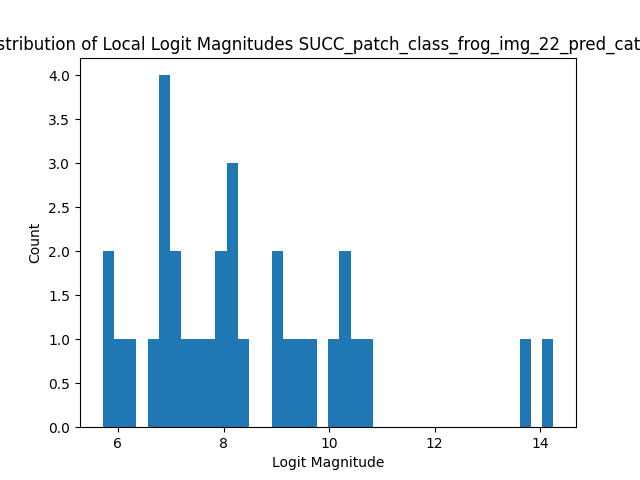 stribution of Local Logit Magnitudes SUCC_patch_class_frog_img_22_pred_cat
4.0
3.5
3.0
2.5
2.0
1.5
1.0
0.5
0.0
Count
6 8 10 12 14
Logit Magnitude